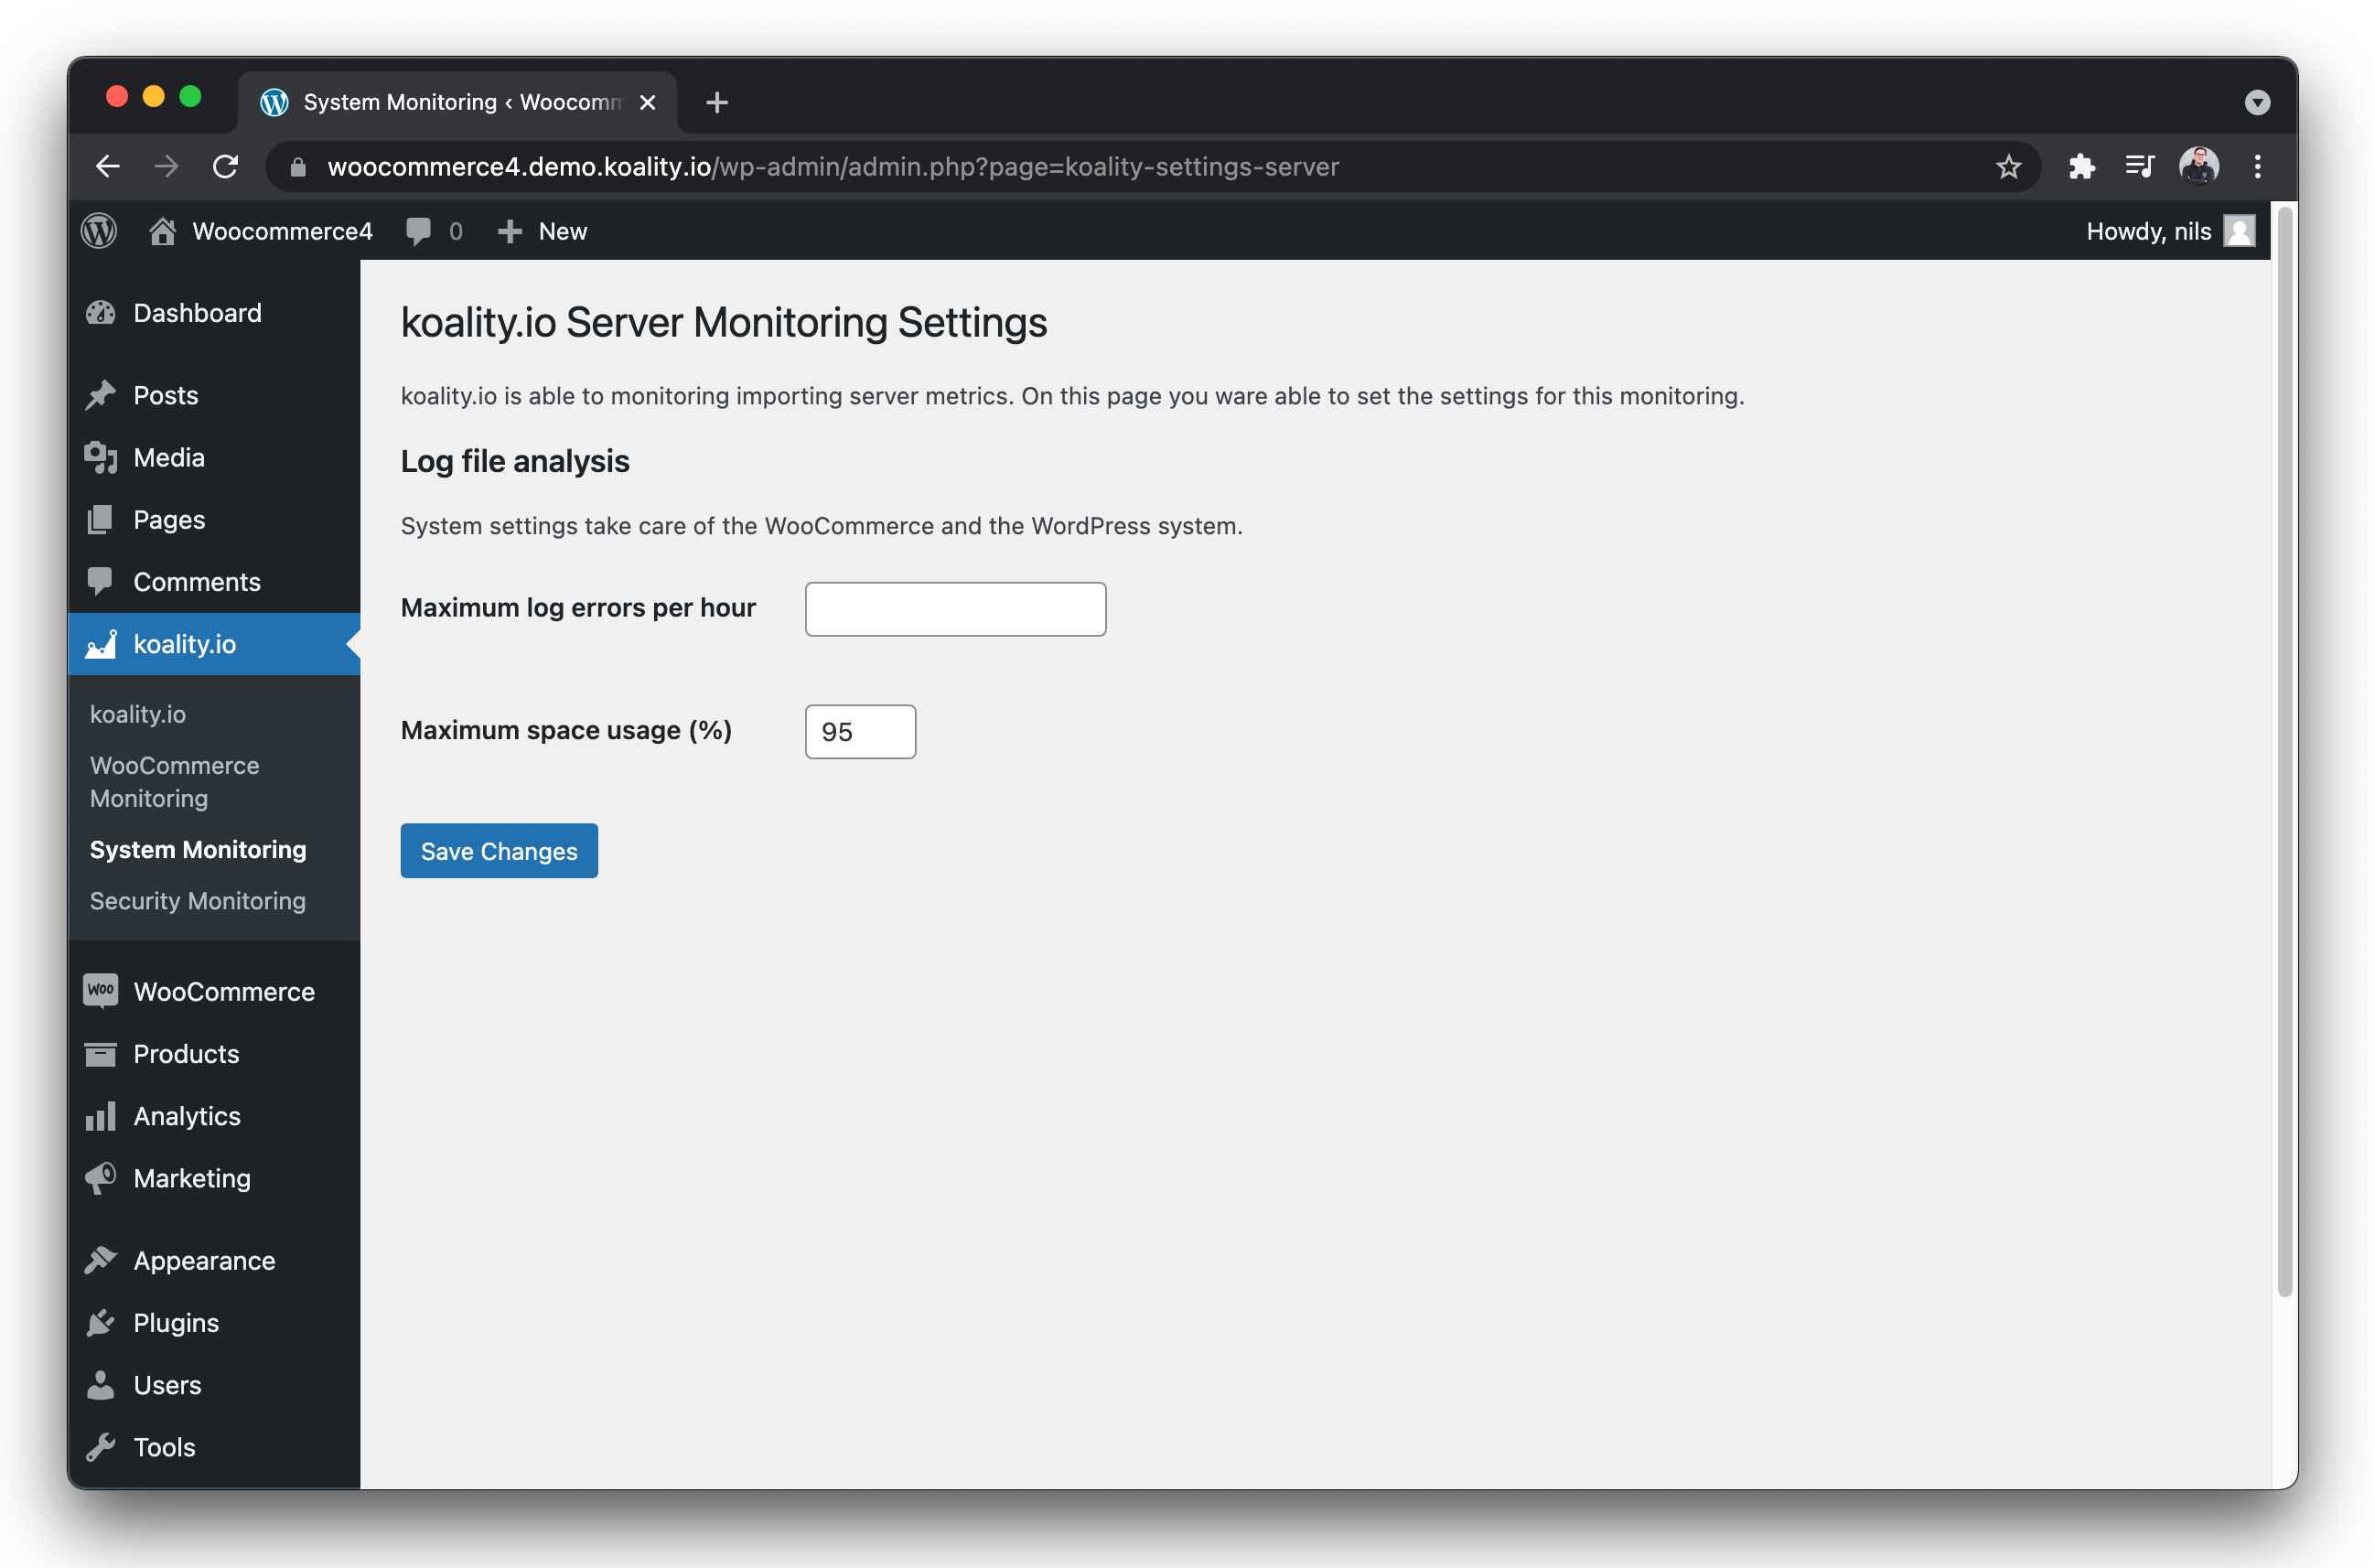 System Monitoring ‹ Woocomm
woocommerce4.demo.koality.io/wp-admin/admin.php?page=koality-settings-server
Woocommerce4 0 New Howdy, nils
Dashboard
Posts
Media
Pages
Comments
koality.io
koality.io
WooCommerce
Monitoring
System Monitoring
Security Monitoring
Woo WooCommerce
Products
Analytics
Marketing
Appearance
Plugins
Users
Tools
koality.io Server Monitoring Settings
koality.io is able to monitoring importing server metrics. On this page you ware able to set the settings for this monitoring.
Log file analysis
System settings take care of the WooCommerce and the WordPress system.
Maximum log errors per hour
Maximum space usage (%) 95
Save Changes